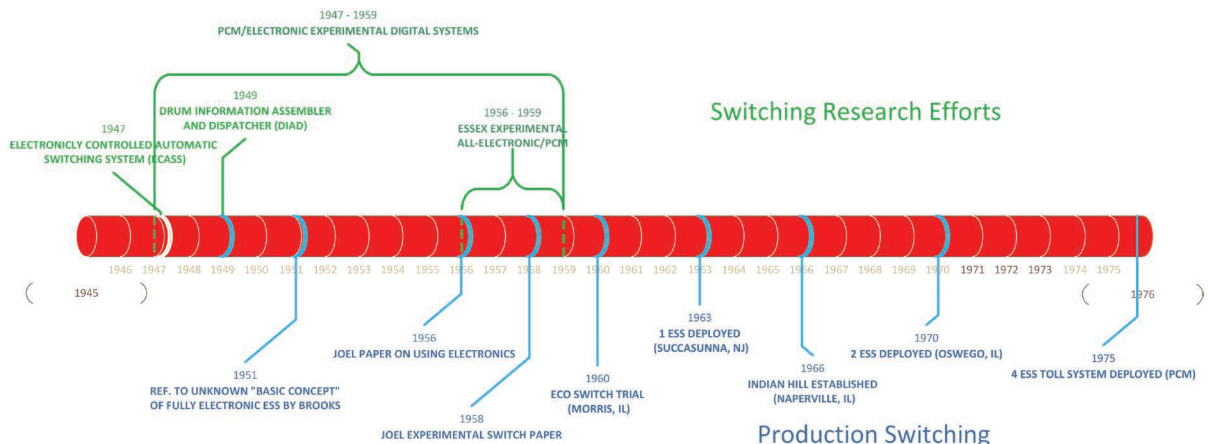 1947 - 1959
PCM/ELECTRONIC EXPERIMENTAL DIGITAL SYSTEMS
1949
DRUM INFORMATION ASSEMBLER
AND DISPATCHER (DIAD)
1956 - 1959
ESSEX EXPERIMENTAL
ALL-ELECTRONIC/PCM
Switching Research Efforts
1947
ELECTRONICLY CONTROLLED AUTOMATIC
SWITCHING SYSTEM (ECASS)
1946 1947 1948 1949 1950 1951 1952 1953 1954 1955 1956 1957 1958 1959 1960 1961 1962 1963 1964 1965 1966 1967 1968 1969 1970 1971 1972 1973 1974 1975
1945
1976
1951
REF. TO UNKNOWN "BASIC CONCEPT"
OF FULLY ELECTRONIC ESS BY BROOKS
1956
JOEL PAPER ON USING ELECTRONICS
1958
JOEL EXPERIMENTAL SWITCH PAPER
1960
ECO SWITCH TRIAL
(MORRIS, IL)
1963
1 ESS DEPLOYED
(SUCCASUNNA, NJ)
1966
INDIAN HILL ESTABLISHED
(NAPERVILLE, IL)
1970
2 ESS DEPLOYED (OSWEGO, IL)
1975
4 ESS TOLL SYSTEM DEPLOYED (PCM)
Production Switching